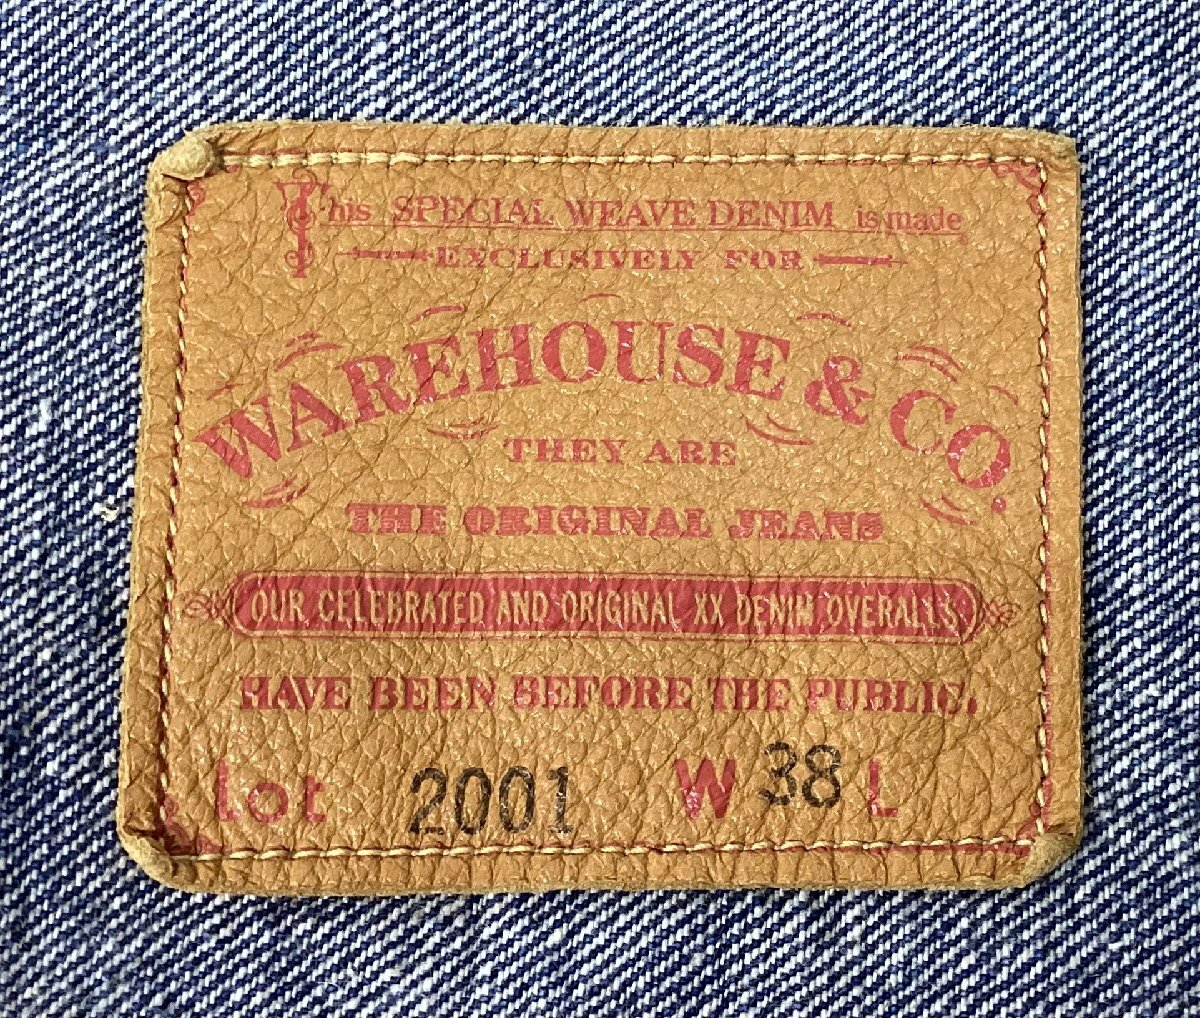 This SPECIAL WEAVE DENIM is made
EXCLUSIVELY FOR
WAREHOUSE & CO.
THEY ARE
THE ORIGINAL JEANS
OUR CELEBRATED AND ORIGINAL XX DENIM OVERALLS
HAVE BEEN BEFORE THE PUBLIC.
Lot 2001 W 38 L